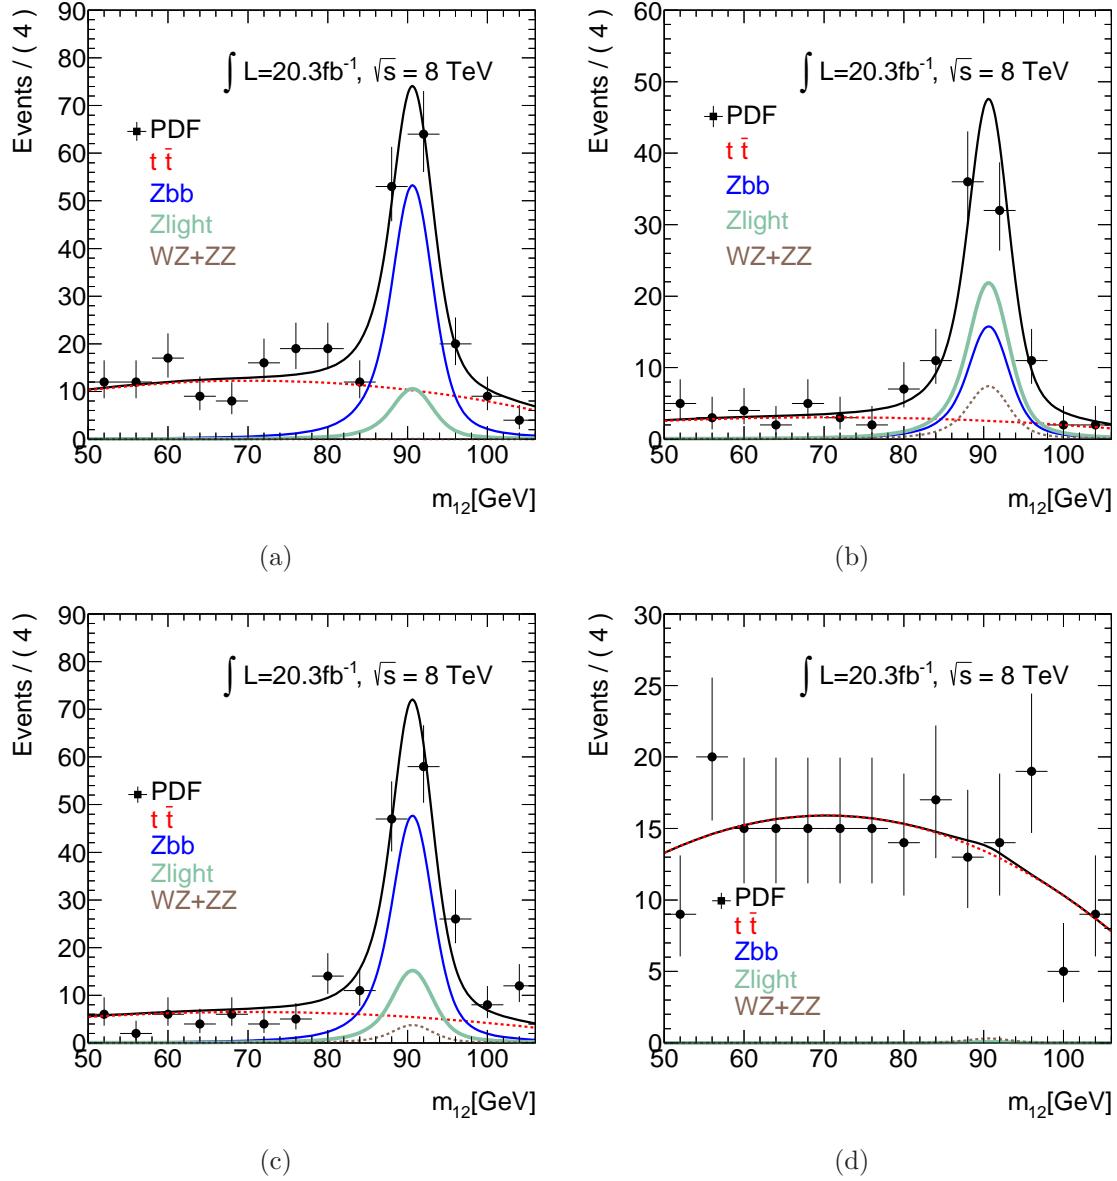 Events / ( 4 )
90
80
70
60
50
40
30
20
10
0
∫ L=20.3fb⁻¹, √s = 8 TeV
PDF
t t̄
Zbb
Zlight
WZ+ZZ
50 60 70 80 90 100
m₁₂[GeV]
(a)
Events / ( 4 )
60
50
40
30
20
10
0
∫ L=20.3fb⁻¹, √s = 8 TeV
PDF
t t̄
Zbb
Zlight
WZ+ZZ
50 60 70 80 90 100
m₁₂[GeV]
(b)
Events / ( 4 )
90
80
70
60
50
40
30
20
10
0
∫ L=20.3fb⁻¹, √s = 8 TeV
PDF
t t̄
Zbb
Zlight
WZ+ZZ
50 60 70 80 90 100
m₁₂[GeV]
(c)
Events / ( 4 )
30
25
20
15
10
5
0
∫ L=20.3fb⁻¹, √s = 8 TeV
PDF
t t̄
Zbb
Zlight
WZ+ZZ
50 60 70 80 90 100
m₁₂[GeV]
(d)